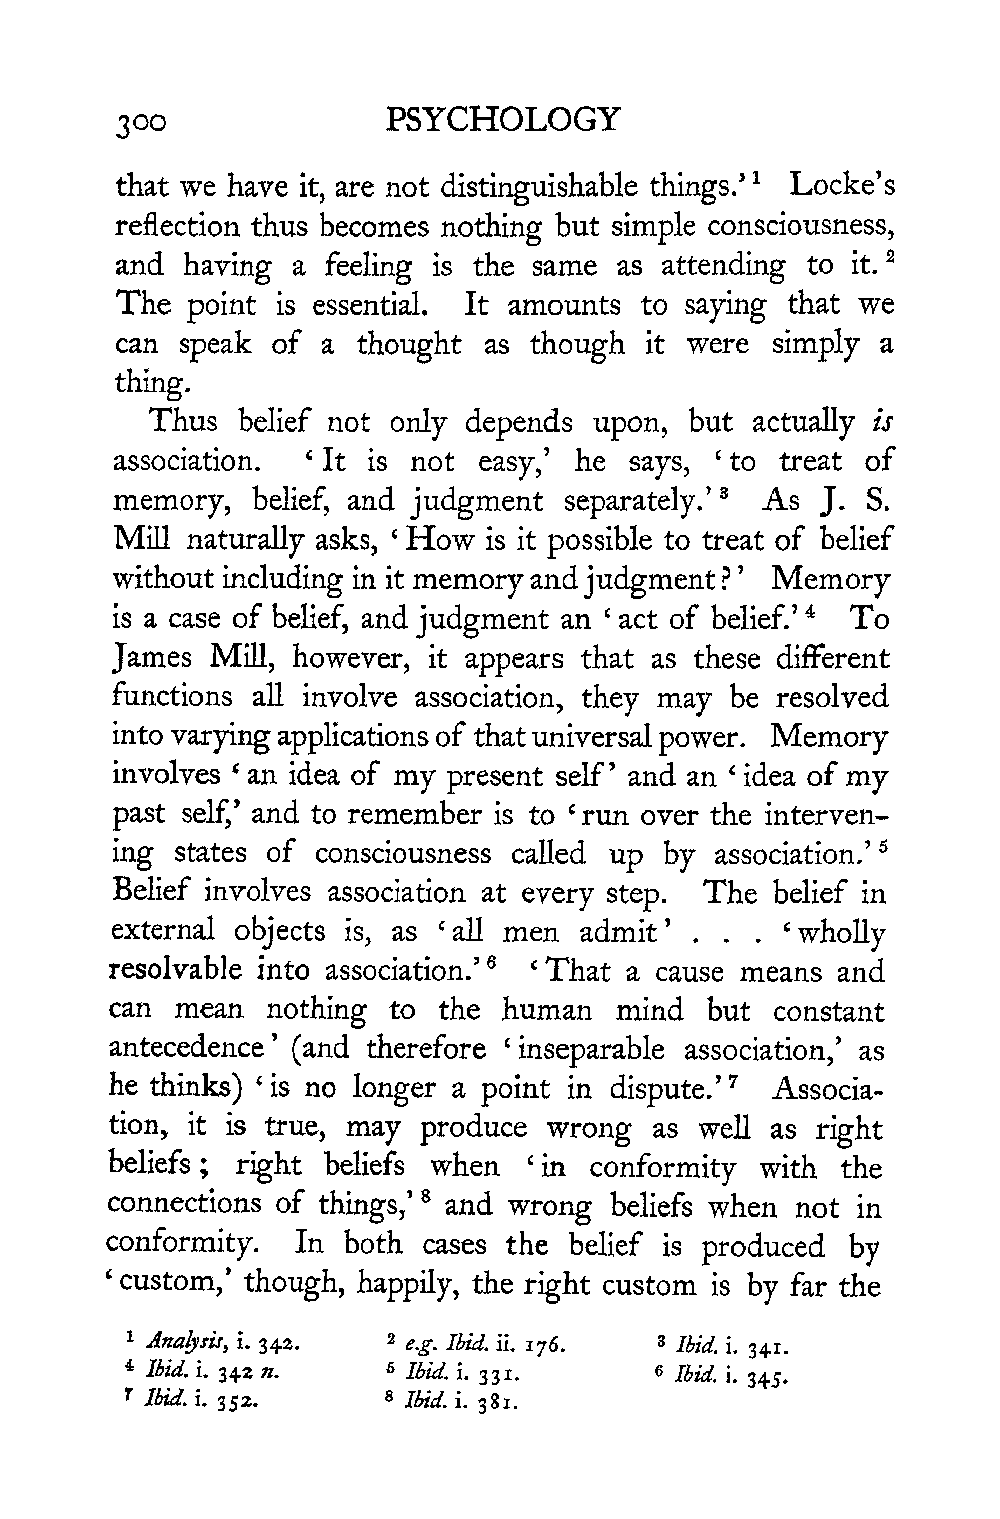 300 PSYCHOLOGY
that we have it, are not distinguishable things.’¹ Locke’s
reflection thus becomes nothing but simple consciousness,
and having a feeling is the same as attending to it.²
The point is essential. It amounts to saying that we
can speak of a thought as though it were simply a
thing.
Thus belief not only depends upon, but actually is
association. ‘It is not easy,’ he says, ‘to treat of
memory, belief, and judgment separately.’³ As J. S.
Mill naturally asks, ‘How is it possible to treat of belief
without including in it memory and judgment?’ Memory
is a case of belief, and judgment an ‘act of belief.’⁴ To
James Mill, however, it appears that as these different
functions all involve association, they may be resolved
into varying applications of that universal power. Memory
involves ‘an idea of my present self’ and an ‘idea of my
past self,’ and to remember is to ‘run over the interven-
ing states of consciousness called up by association.’⁵
Belief involves association at every step. The belief in
external objects is, as ‘all men admit’ . . . ‘wholly
resolvable into association.’⁶ ‘That a cause means and
can mean nothing to the human mind but constant
antecedence’ (and therefore ‘inseparable association,’ as
he thinks) ‘is no longer a point in dispute.’⁷ Associa-
tion, it is true, may produce wrong as well as right
beliefs; right beliefs when ‘in conformity with the
connections of things,’⁸ and wrong beliefs when not in
conformity. In both cases the belief is produced by
‘custom,’ though, happily, the right custom is by far the
¹ Analysis, i. 342. ² e.g. Ibid. ii. 176. ³ Ibid. i. 341.
⁴ Ibid. i. 342 n. ⁵ Ibid. i. 331. ⁶ Ibid. i. 345.
⁷ Ibid. i. 352. ⁸ Ibid. i. 381.